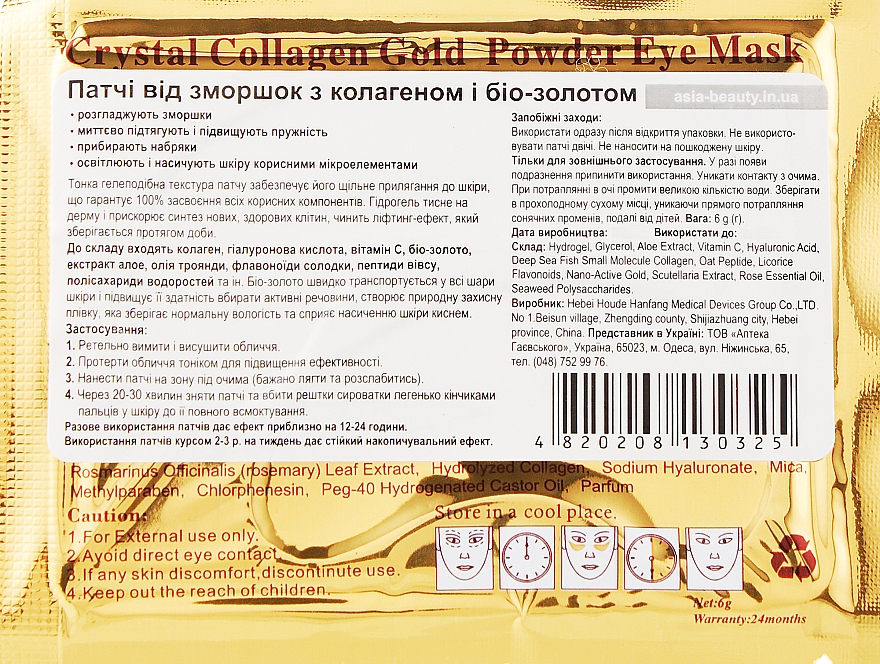 Crystal Collagen Gold Powder Eye Mask
Патчі від зморшок з колагеном і біо-золотом
asia-beauty.in.ua
• розгладжують зморшки
• миттєво підтягують і підвищують пружність
• прибирають набряки
• освітлюють і насичують шкіру корисними мікроелементами
Тонка гелеподібна текстура патчу забезпечує його щільне прилягання до шкіри,
що гарантує 100% засвоєння всіх корисних компонентів. Гідрогель тисне на
дерму і прискорює синтез нових, здорових клітин, чинить ліфтинг-ефект, який
зберігається протягом доби.
До складу входять колаген, гіалуронова кислота, вітамін С, біо-золото,
екстракт алое, олія троянди, флавоноїди солодки, пептиди вівсу,
полісахариди водоростей та ін. Біо-золото швидко транспортується у всі шари
шкіри і підвищує її здатність вбирати активні речовини, створює природну захисну
плівку, яка зберігає нормальну вологість та сприяє насиченню шкіри киснем.
Застосування:
1. Ретельно вимити і висушити обличчя.
2. Протерти обличчя тоніком для підвищення ефективності.
3. Нанести патчі на зону під очима (бажано лягти та розслабитись).
4. Через 20-30 хвилин зняти патчі та вбити рештки сироватки легенько кінчиками
пальців у шкіру до її повного всмоктування.
Разове використання патчів дає ефект приблизно на 12-24 години.
Використання патчів курсом 2-3 р. на тиждень дає стійкий накопичувальний ефект.
Запобіжні заходи:
Використати одразу після відкриття упаковки. Не використо-
вувати патчі двічі. Не наносити на пошкоджену шкіру.
Тільки для зовнішнього застосування. У разі появи
подразнення припинити використання. Уникати контакту з очима.
При потраплянні в очі промити великою кількістю води. Зберігати
в прохолодному сухому місці, уникаючи прямого потрапляння
сонячних променів, подалі від дітей. Вага: 6 g (г).
Дата виробництва: Використати до:
Склад: Hydrogel, Glycerol, Aloe Extract, Vitamin C, Hyaluronic Acid,
Deep Sea Fish Small Molecule Collagen, Oat Peptide, Licorice
Flavonoids, Nano-Active Gold, Scutellaria Extract, Rose Essential Oil,
Seaweed Polysaccharides.
Виробник: Hebei Houde Hanfang Medical Devices Group Co.,LTD.
No 1.Beisun village, Zhengding county, Shijiazhuang city, Hebei
province, China. Представник в Україні: ТОВ «Аптека
Гаєвського», Україна, 65023, м. Одеса, вул. Ніжинська, 65,
тел. (048) 752 99 76.
4 820208 130325
Rosmarinus Officinalis (rosemary) Leaf Extract, Hydrolyzed Collagen, Sodium Hyaluronate, Mica,
Methylparaben, Chlorphenesin, Peg-40 Hydrogenated Castor Oil, Parfum
Caution:
1.For External use only.
2.Avoid direct eye contact.
3.If any skin discomfort,discontinute use.
4.Keep out the reach of children.
Store in a cool place.
Net:6g
Warranty:24months